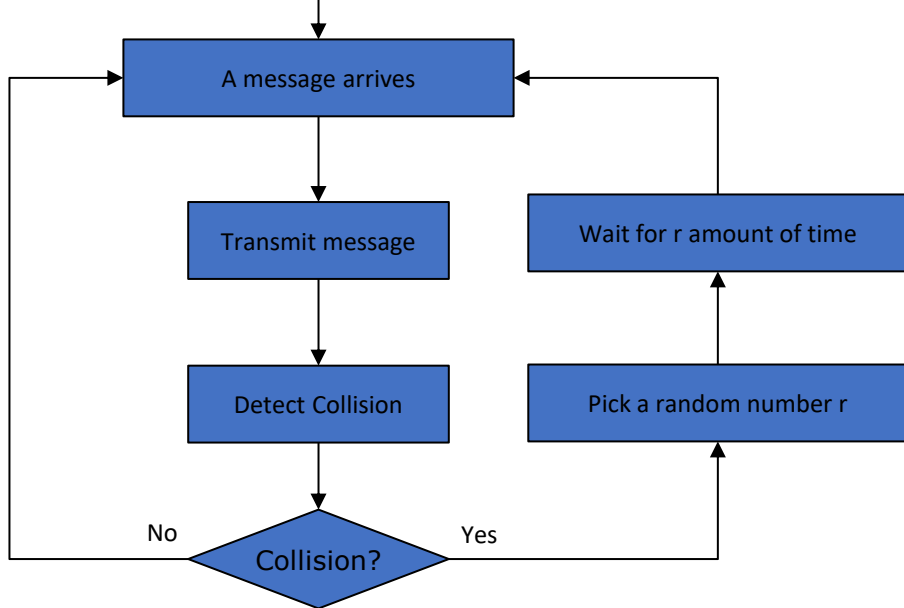 A message arrives
Transmit message
Wait for r amount of time
Detect Collision
Pick a random number r
No
Yes
Collision?